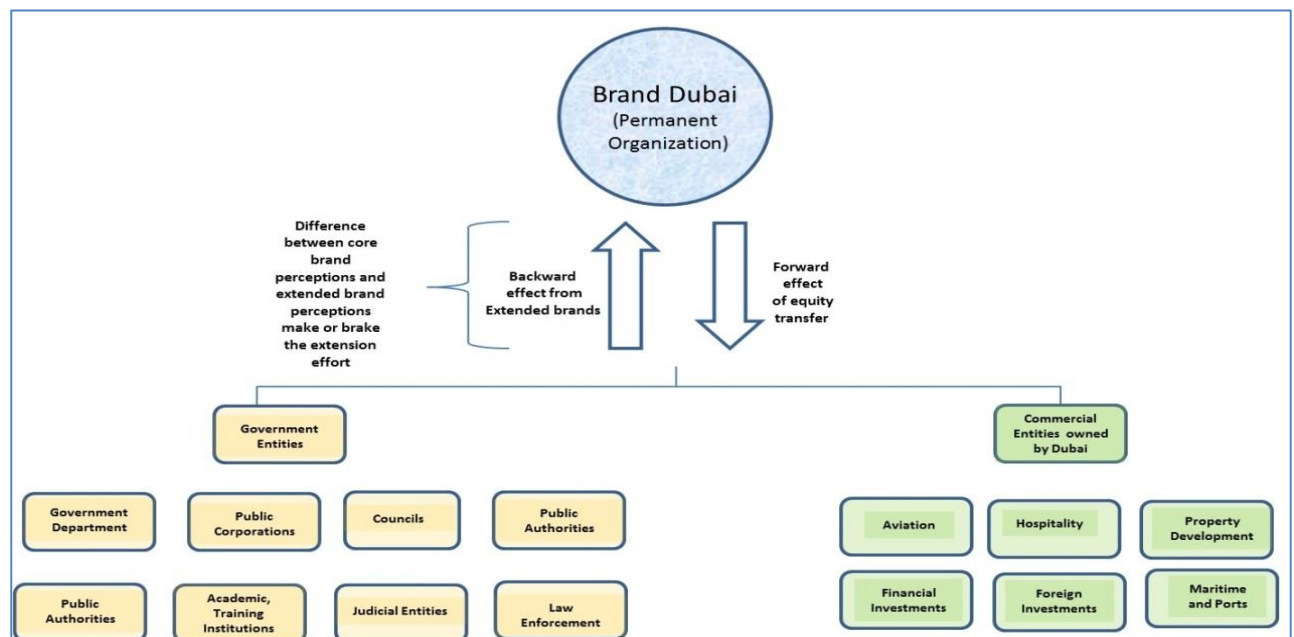 Brand Dubai
(Permanent
Organization)
Difference
between core
brand
perceptions and
extended brand
perceptions
make or brake
the extension
effort
Backward
effect from
Extended brands
Forward
effect
of equity
transfer
Government
Entities
Commercial
Entities owned
by Dubai
Government
Department
Public
Corporations
Councils
Public
Authorities
Aviation
Hospitality
Property
Development
Public
Authorities
Academic,
Training
Institutions
Judicial Entities
Law
Enforcement
Financial
Investments
Foreign
Investments
Maritime
and Ports